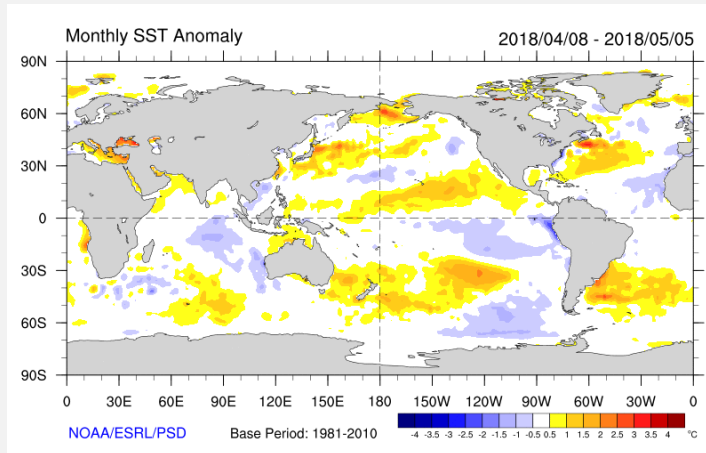 Monthly SST Anomaly
2018/04/08 - 2018/05/05
90N
60N
30N
0
30S
60S
90S
0 30E 60E 90E 120E 150E 180 150W 120W 90W 60W 30W 0
NOAA/ESRL/PSD
Base Period: 1981-2010
-4 -3.5 -3 -2.5 -2 -1.5 -1 -0.5 0.5 1 1.5 2 2.5 3 3.5 4 °C